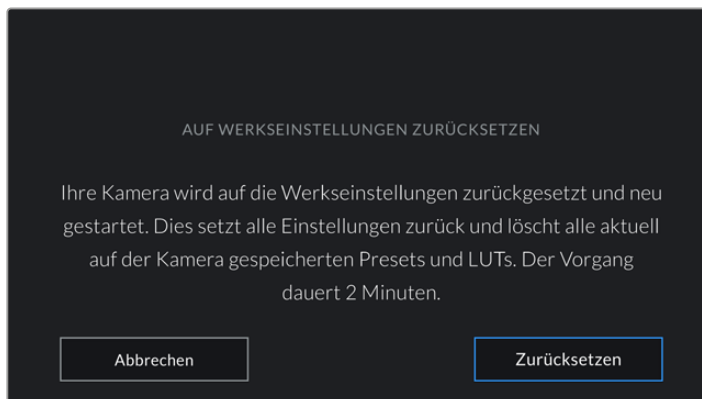 AUF WERKSEINSTELLUNGEN ZURÜCKSETZEN
Ihre Kamera wird auf die Werkseinstellungen zurückgesetzt und neu
gestartet. Dies setzt alle Einstellungen zurück und löscht alle aktuell
auf der Kamera gespeicherten Presets und LUTs. Der Vorgang
dauert 2 Minuten.
Abbrechen
Zurücksetzen